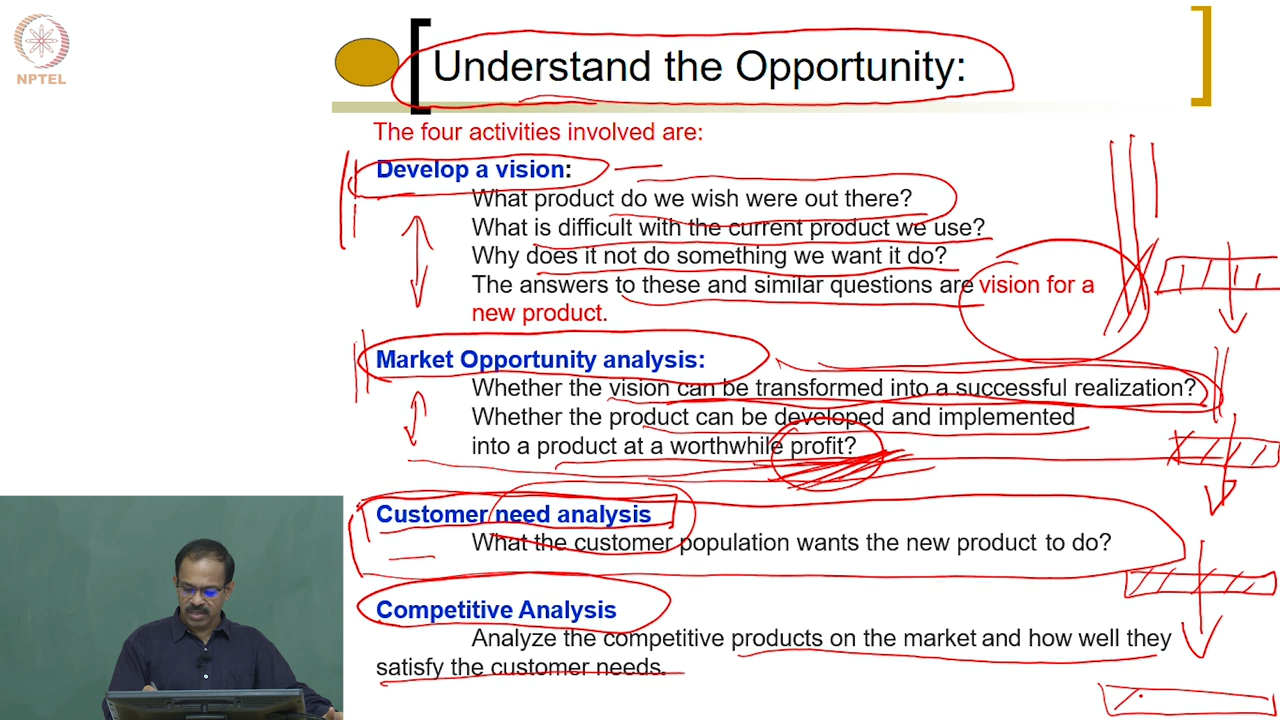 NPTEL
Understand the Opportunity:
The four activities involved are:
Develop a vision:
What product do we wish were out there?
What is difficult with the current product we use?
Why does it not do something we want it do?
The answers to these and similar questions are vision for a
new product.
Market Opportunity analysis:
Whether the vision can be transformed into a successful realization?
Whether the product can be developed and implemented
into a product at a worthwhile profit?
Customer need analysis
What the customer population wants the new product to do?
Competitive Analysis
Analyze the competitive products on the market and how well they
satisfy the customer needs.